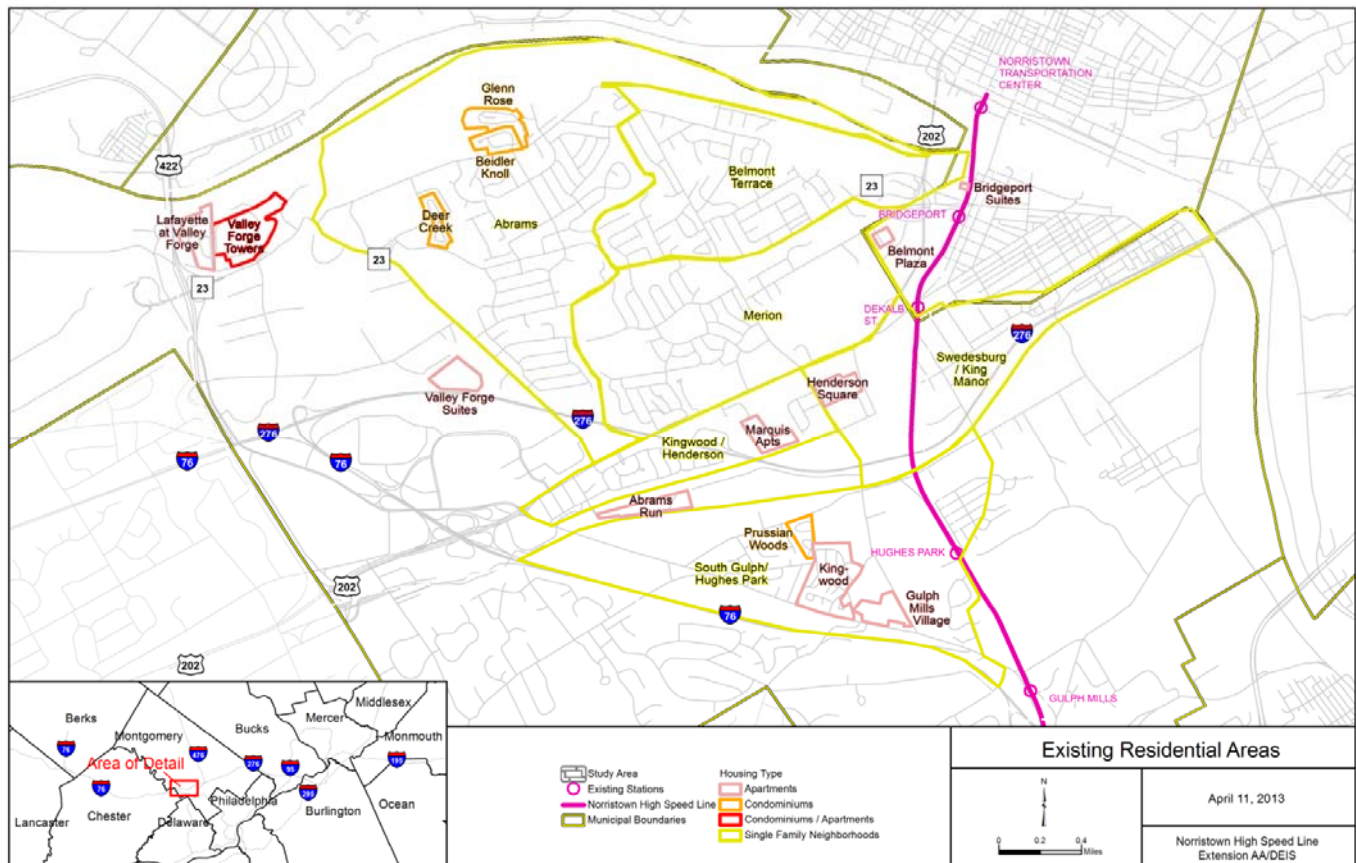 NORRISTOWN
TRANSPORTATION
CENTER
Glenn
Rose
202
422
Beidler
Knoll
Belmont
Terrace
23
Bridgeport
Suites
Lafayette
at Valley
Forge
Valley
Forge
Towers
Deer
Creek
Abrams
BRIDGEPORT
Belmont
Plaza
23
23
DEKALB
ST
Merion
276
Swedesburg
/ King
Manor
Valley Forge
Suites
Henderson
Square
276
276
Marquis
Apts
Kingwood /
Henderson
76
76
Abrams
Run
Prussian
Woods
HUGHES PARK
South Gulph/
Hughes Park
King-
wood
202
Gulph
Mills
Village
76
202
GULPH MILLS
Middlesex
Mercer
Berks
Bucks
Montgomery
Monmouth
76
476
276
95
195
Area of Detail
76
Philadelphia
295
Burlington
Ocean
Chester
Lancaster
Delaware
Study Area
Existing Stations
Norristown High Speed Line
Municipal Boundaries
Housing Type
Apartments
Condominiums
Condominiums / Apartments
Single Family Neighborhoods
Existing Residential Areas
N
0 0.2 0.4
Miles
April 11, 2013
Norristown High Speed Line
Extension AA/DEIS